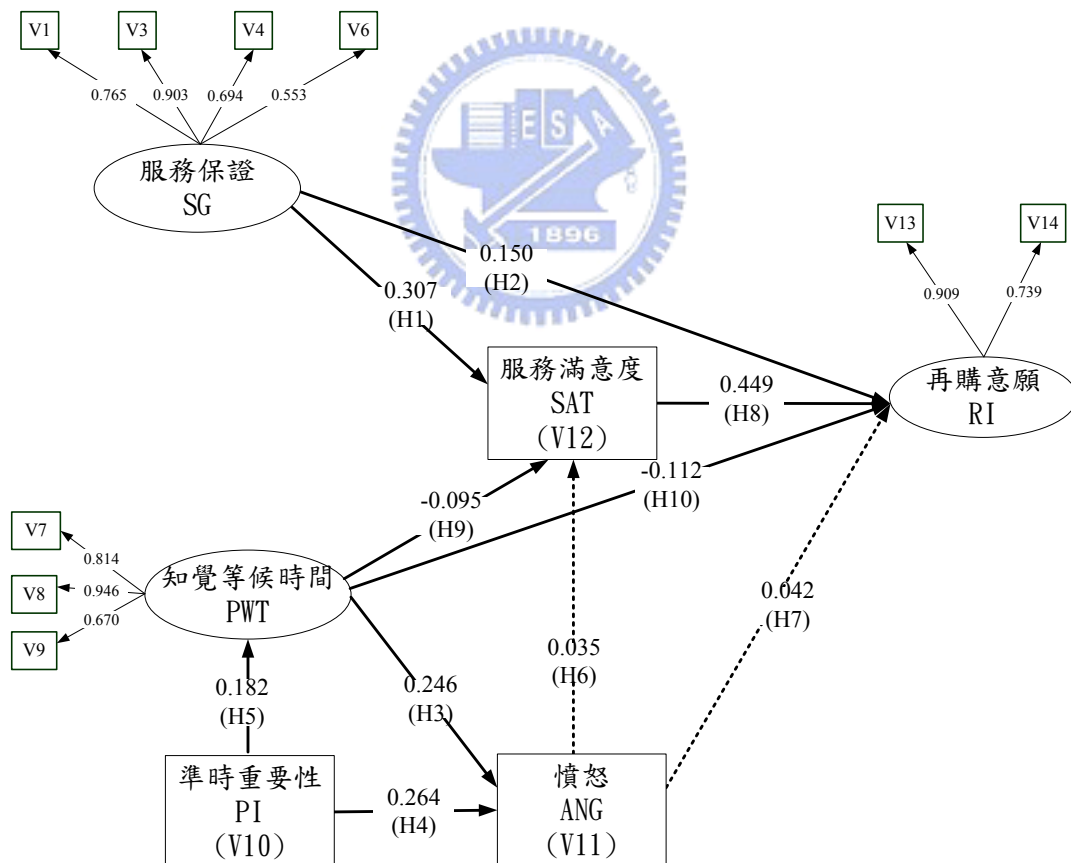 V1
V3
V4
V6
0.765
0.903
0.694
0.553
服務保證
SG
ESA
1896
V13
V14
0.909
0.739
0.150
(H2)
0.307
(H1)
服務滿意度
SAT
(V12)
0.449
(H8)
再購意願
RI
-0.112
(H10)
-0.095
(H9)
V7
V8
V9
0.814
0.946
0.670
知覺等候時間
PWT
0.042
(H7)
0.035
(H6)
0.182
(H5)
0.246
(H3)
準時重要性
PI
(V10)
0.264
(H4)
憤怒
ANG
(V11)